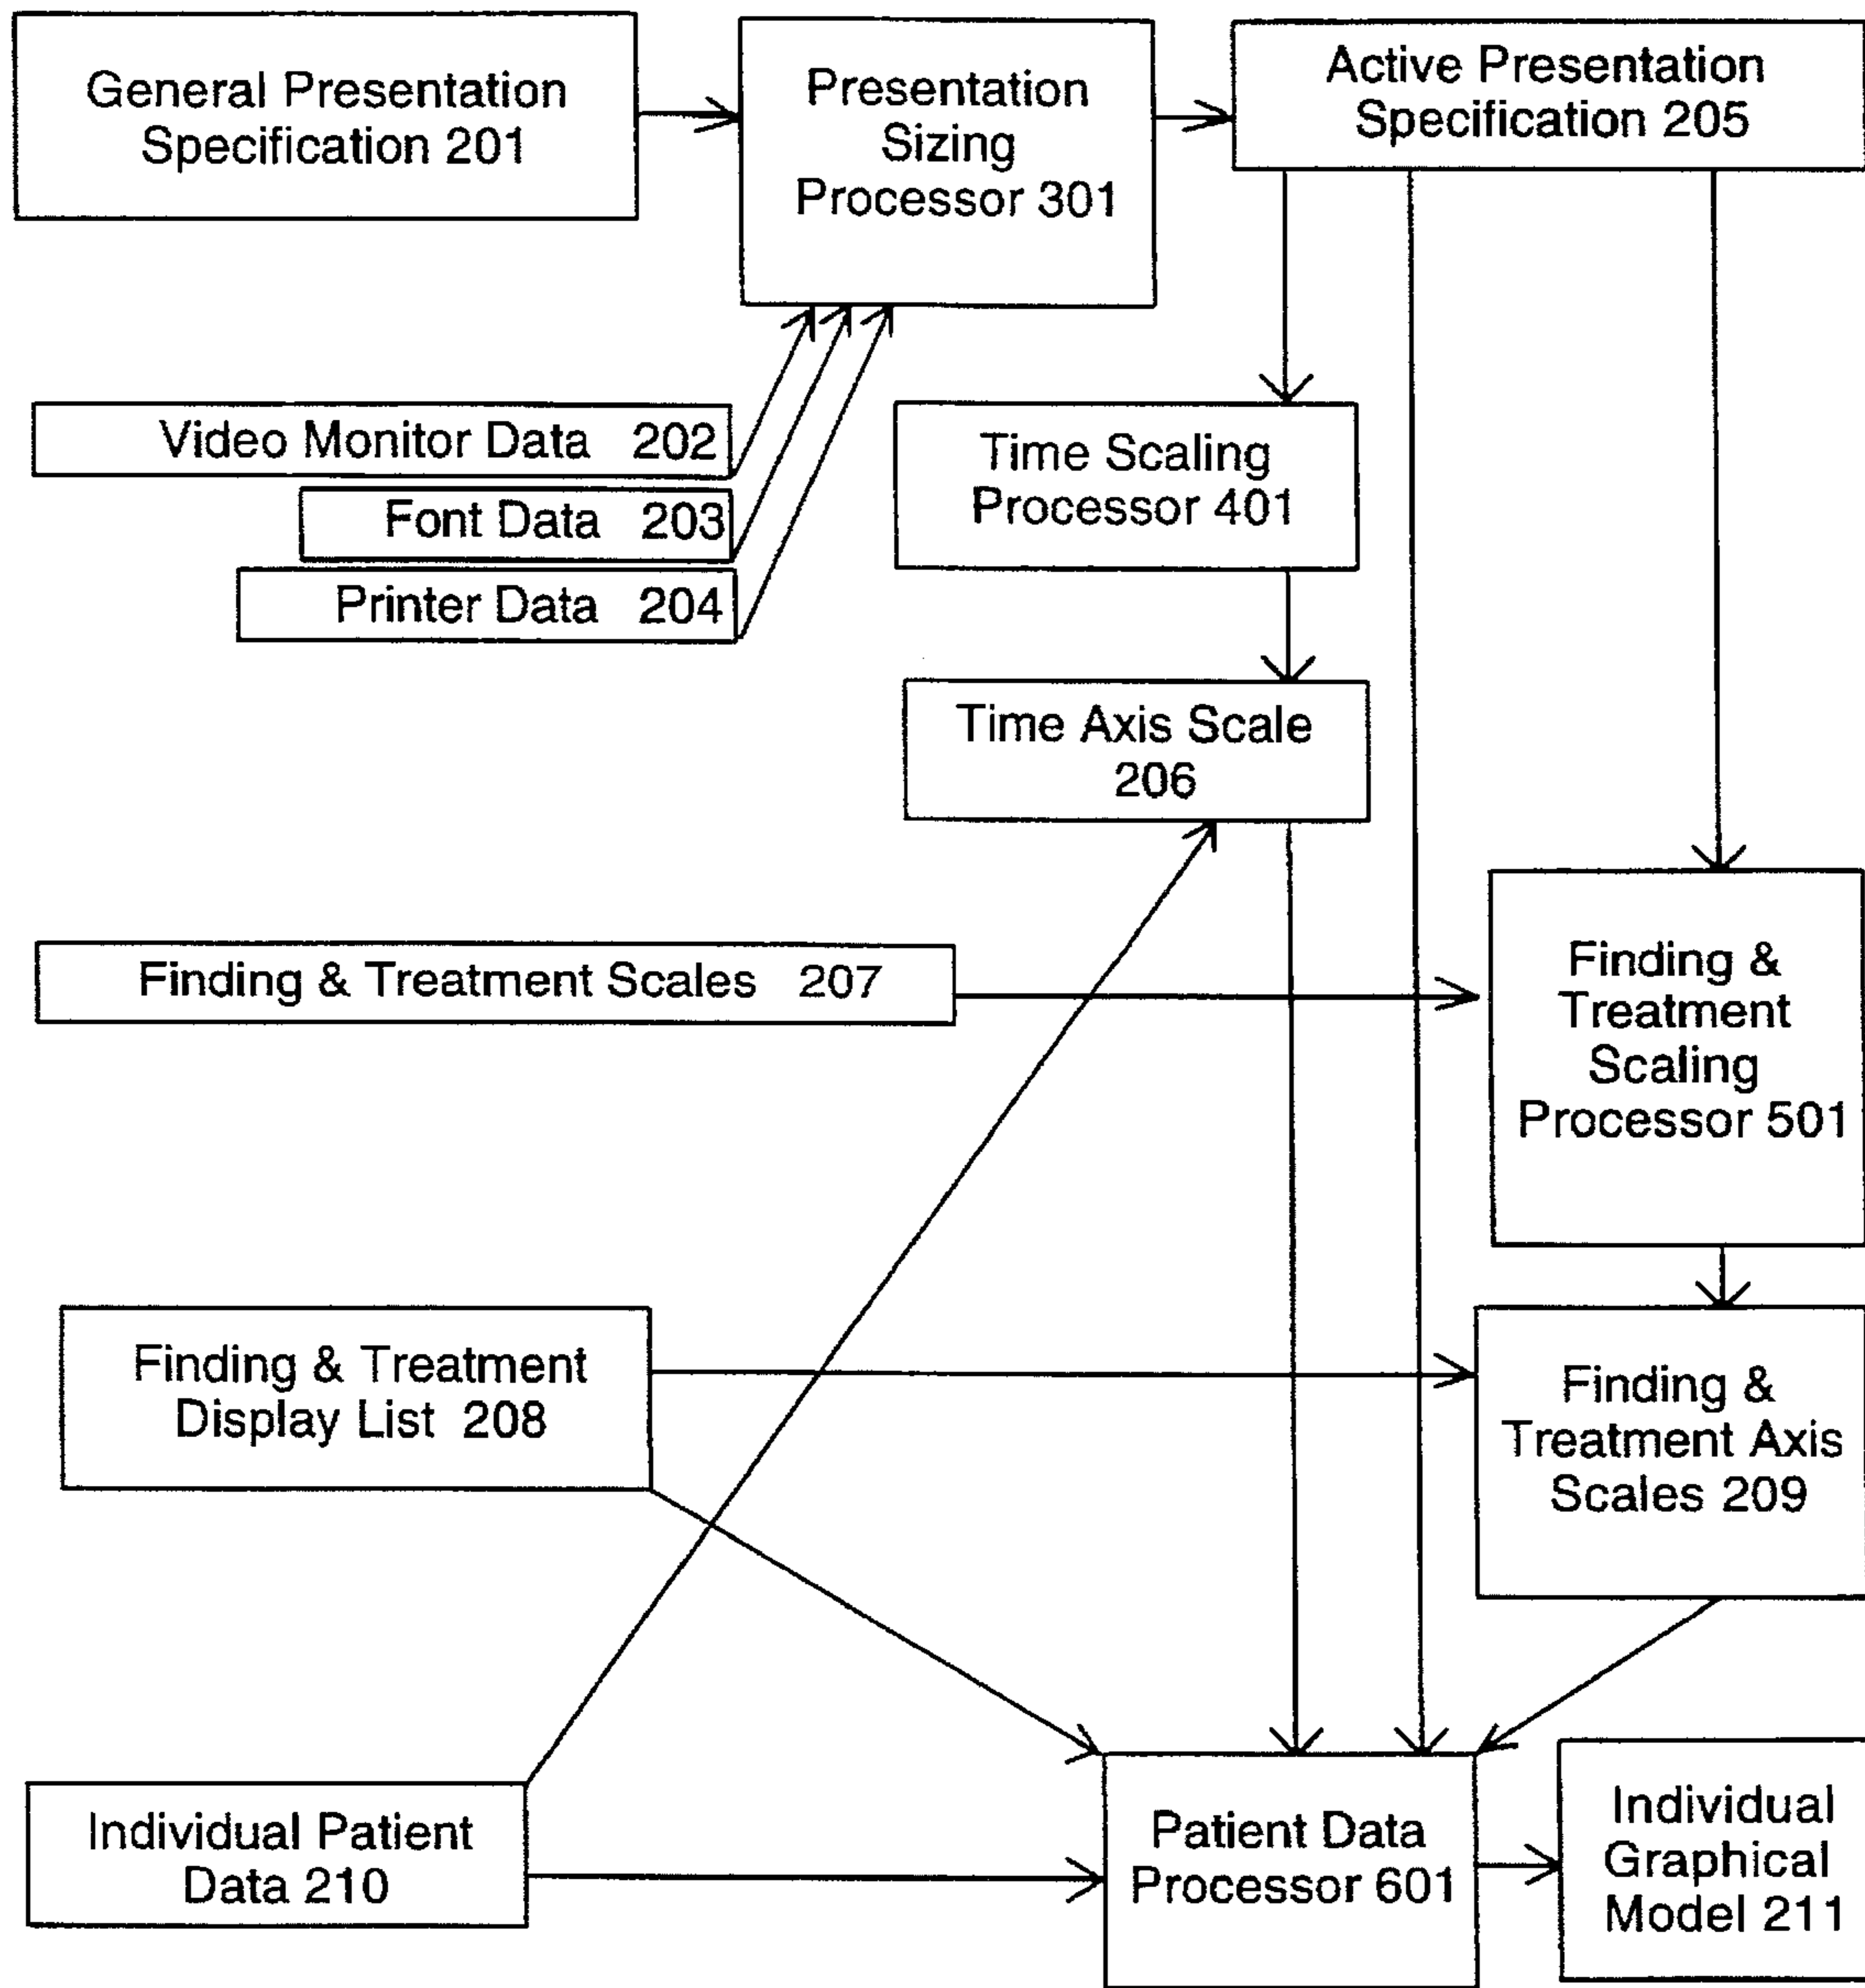 General Presentation
Specification 201
Presentation
Sizing
Processor 301
Active Presentation
Specification 205
Video Monitor Data 202
Font Data 203
Printer Data 204
Time Scaling
Processor 401
Time Axis Scale
206
Finding & Treatment Scales 207
Finding &
Treatment
Scaling
Processor 501
Finding & Treatment
Display List 208
Finding &
Treatment Axis
Scales 209
Individual Patient
Data 210
Patient Data
Processor 601
Individual
Graphical
Model 211